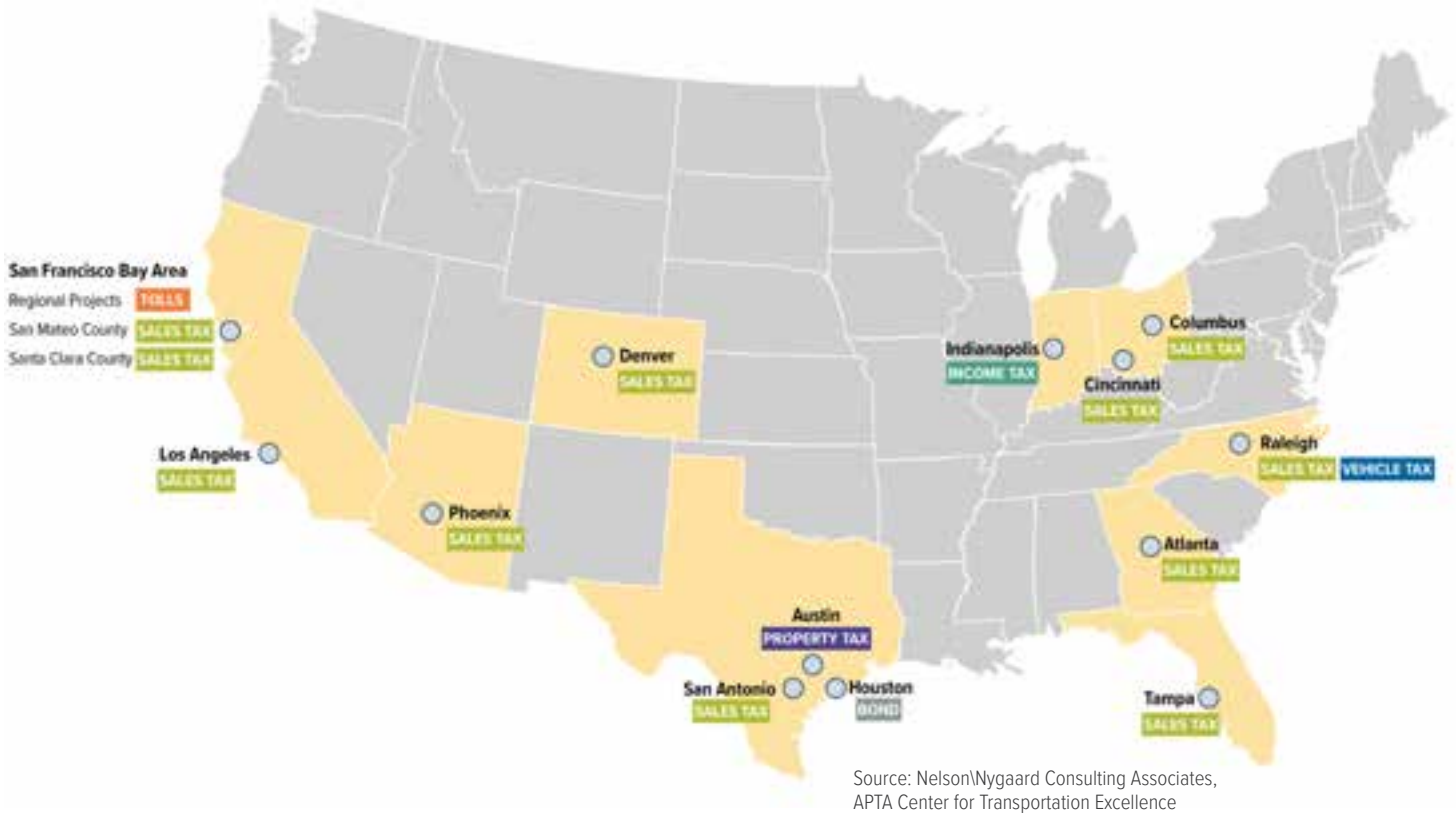 San Francisco Bay Area
Regional Projects TOLLS
San Mateo County SALES TAX
Santa Clara County SALES TAX
Los Angeles
SALES TAX
Phoenix
SALES TAX
Denver
SALES TAX
Austin
PROPERTY TAX
San Antonio
SALES TAX
Houston
BOND
Indianapolis
INCOME TAX
Columbus
SALES TAX
Cincinnati
SALES TAX
Raleigh
SALES TAX VEHICLE TAX
Atlanta
SALES TAX
Tampa
SALES TAX
Source: Nelson\Nygaard Consulting Associates,
APTA Center for Transportation Excellence